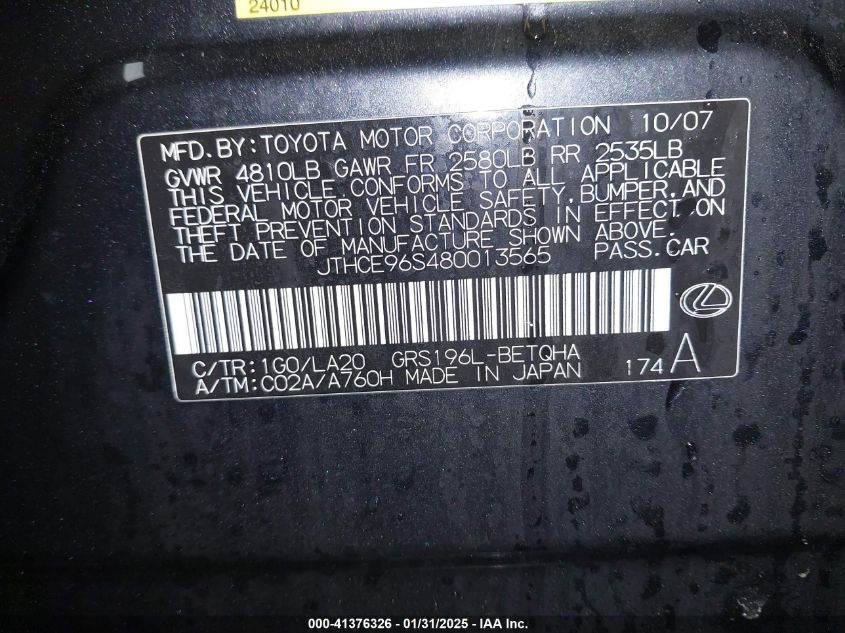 24010
MFD. BY: TOYOTA MOTOR CORPORATION 10/07
GVWR 4810LB GAWR FR 2580LB RR 2535LB
THIS VEHICLE CONFORMS TO ALL APPLICABLE
FEDERAL MOTOR VEHICLE SAFETY, BUMPER, AND
THEFT PREVENTION STANDARDS IN EFFECT ON
THE DATE OF MANUFACTURE SHOWN ABOVE.
JTHCE96S480013565 PASS. CAR
C/TR: 1G0/LA20 GRS196L-BETQHA
A/TM: C02A/A760H MADE IN JAPAN 174 A
000-41376326 / 01/31/2025 - © IAA Inc.